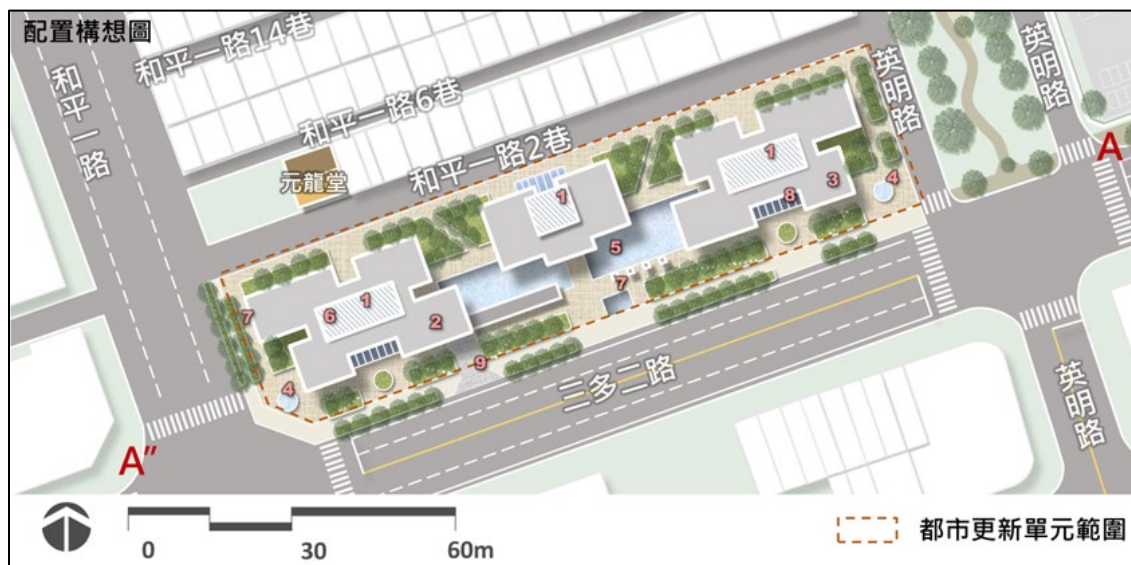 配置構想圖
和平一路14巷
和平一路
和平一路6巷
和平一路2巷
元龍堂
英明路
英明路
A
1
3
4
8
1
5
7
1
6
7
2
4
9
三多二路
英明路
A"
0 30 60m
都市更新單元範圍